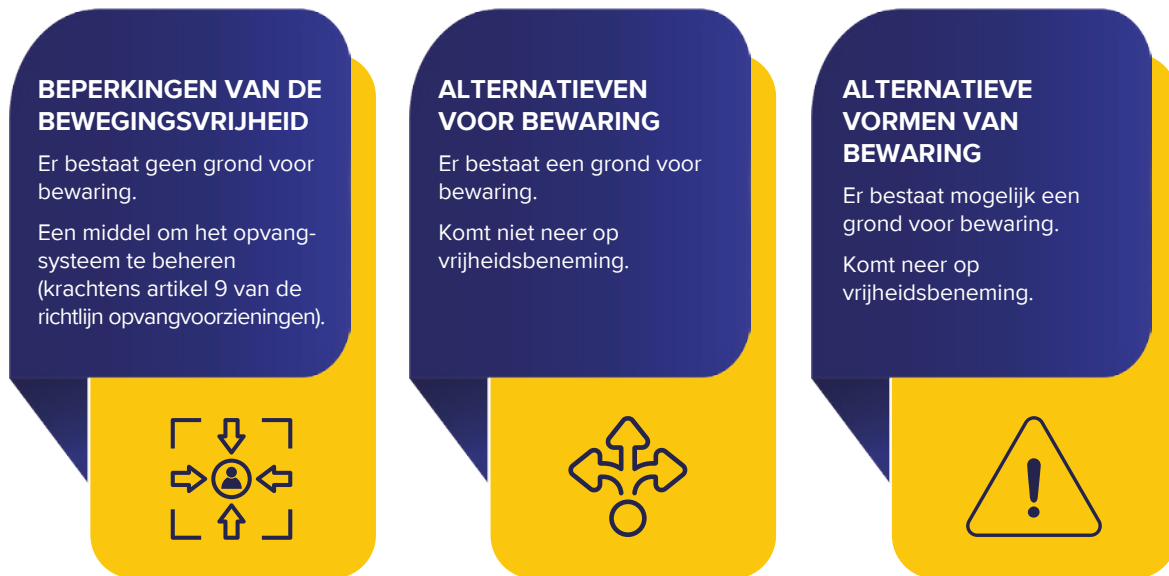 BEPERKINGEN VAN DE
BEWEGINGSVRIJHEID
Er bestaat geen grond voor
bewaring.
Een middel om het opvang-
systeem te beheren
(krachtens artikel 9 van de
richtlijn opvangvoorzieningen).
ALTERNATIEVEN
VOOR BEWARING
Er bestaat een grond voor
bewaring.
Komt niet neer op
vrijheidsbeneming.
ALTERNATIEVE
VORMEN VAN
BEWARING
Er bestaat mogelijk een
grond voor bewaring.
Komt neer op
vrijheidsbeneming.